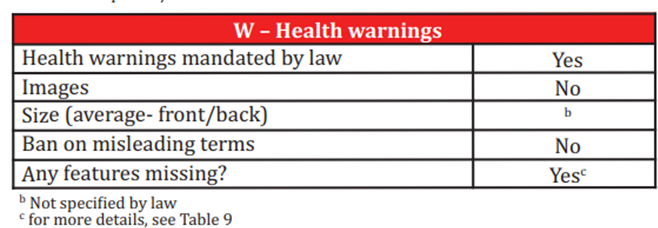 W – Health warnings
Health warnings mandated by law Yes
Images No
Size (average- front/back) b
Ban on misleading terms No
Any features missing? Yesc
b Not specified by law
c for more details, see Table 9